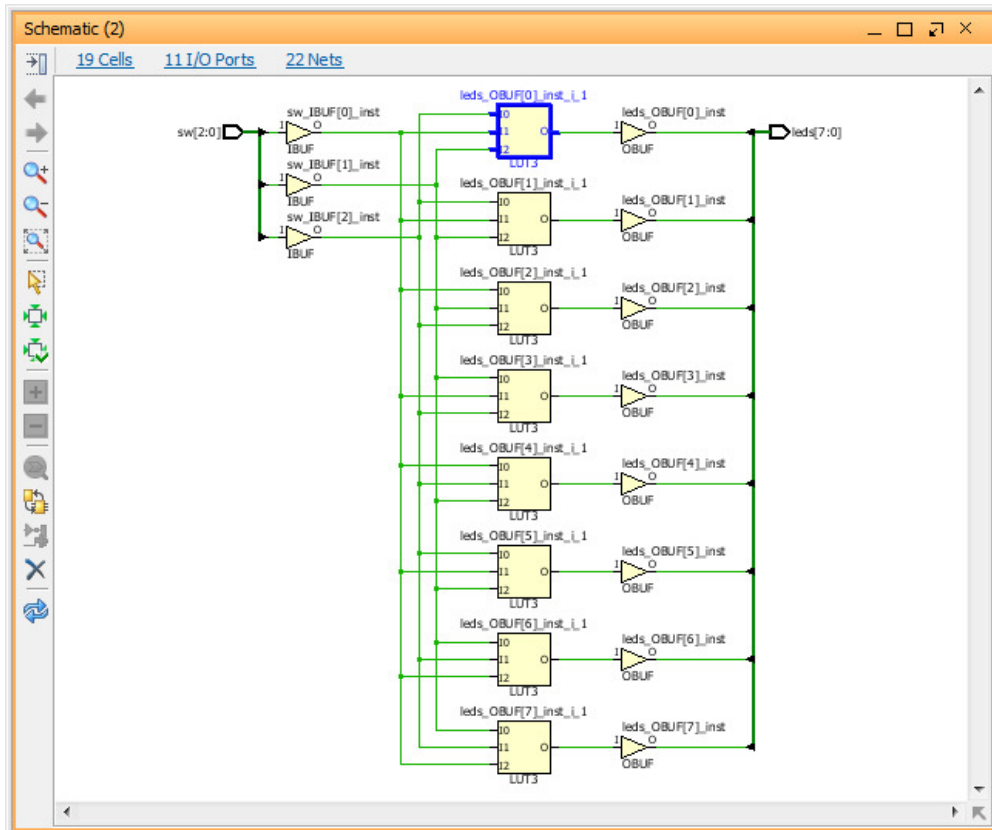 Schematic (2)
19 Cells 11 I/O Ports 22 Nets
sw[2:0]
sw_IBUF[0]_inst
I O
IBUF
sw_IBUF[1]_inst
I O
IBUF
sw_IBUF[2]_inst
I O
IBUF
leds_OBUF[0]_inst_i_1
I0
I1 O
I2
LUT3
leds_OBUF[0]_inst
I O
OBUF
leds[7:0]
leds_OBUF[1]_inst_i_1
I0
I1 O
I2
LUT3
leds_OBUF[1]_inst
I O
OBUF
leds_OBUF[2]_inst_i_1
I0
I1 O
I2
LUT3
leds_OBUF[2]_inst
I O
OBUF
leds_OBUF[3]_inst_i_1
I0
I1 O
I2
LUT3
leds_OBUF[3]_inst
I O
OBUF
leds_OBUF[4]_inst_i_1
I0
I1 O
I2
LUT3
leds_OBUF[4]_inst
I O
OBUF
leds_OBUF[5]_inst_i_1
I0
I1 O
I2
LUT3
leds_OBUF[5]_inst
I O
OBUF
leds_OBUF[6]_inst_i_1
I0
I1 O
I2
LUT3
leds_OBUF[6]_inst
I O
OBUF
leds_OBUF[7]_inst_i_1
I0
I1 O
I2
LUT3
leds_OBUF[7]_inst
I O
OBUF